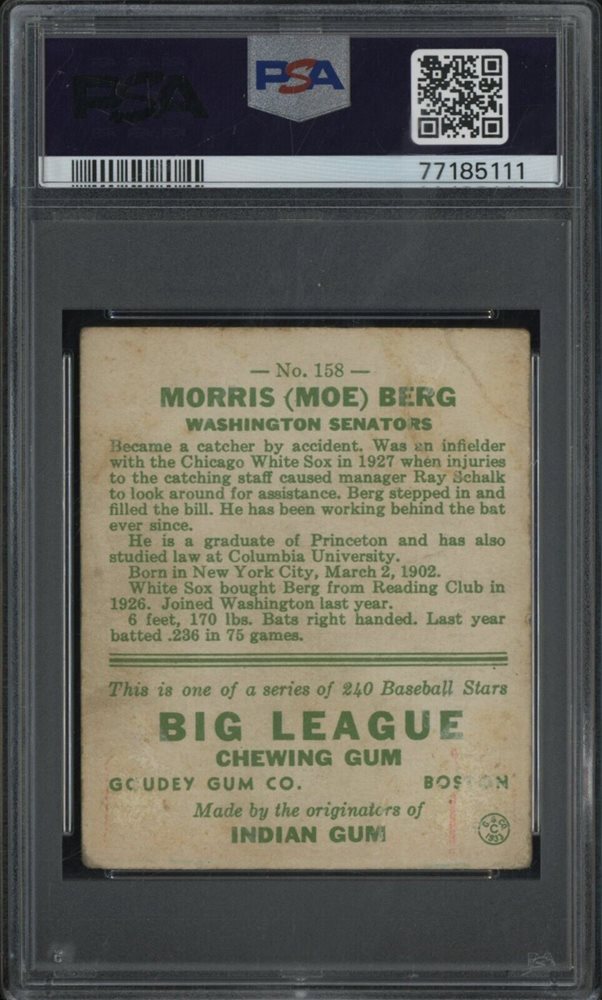 PSA
PSA
77185111
— No. 158 —
MORRIS (MOE) BERG
WASHINGTON SENATORS
Became a catcher by accident. Was an infielder
with the Chicago White Sox in 1927 when injuries
to the catching staff caused manager Ray Schalk
to look around for assistance. Berg stepped in and
filled the bill. He has been working behind the bat
ever since.
He is a graduate of Princeton and has also
studied law at Columbia University.
Born in New York City, March 2, 1902.
White Sox bought Berg from Reading Club in
1926. Joined Washington last year.
6 feet, 170 lbs. Bats right handed. Last year
batted .236 in 75 games.
This is one of a series of 240 Baseball Stars
BIG LEAGUE
CHEWING GUM
GOUDEY GUM CO. BOSTON
Made by the originators of
INDIAN GUM
G. G. CO.
C
1933
PSA